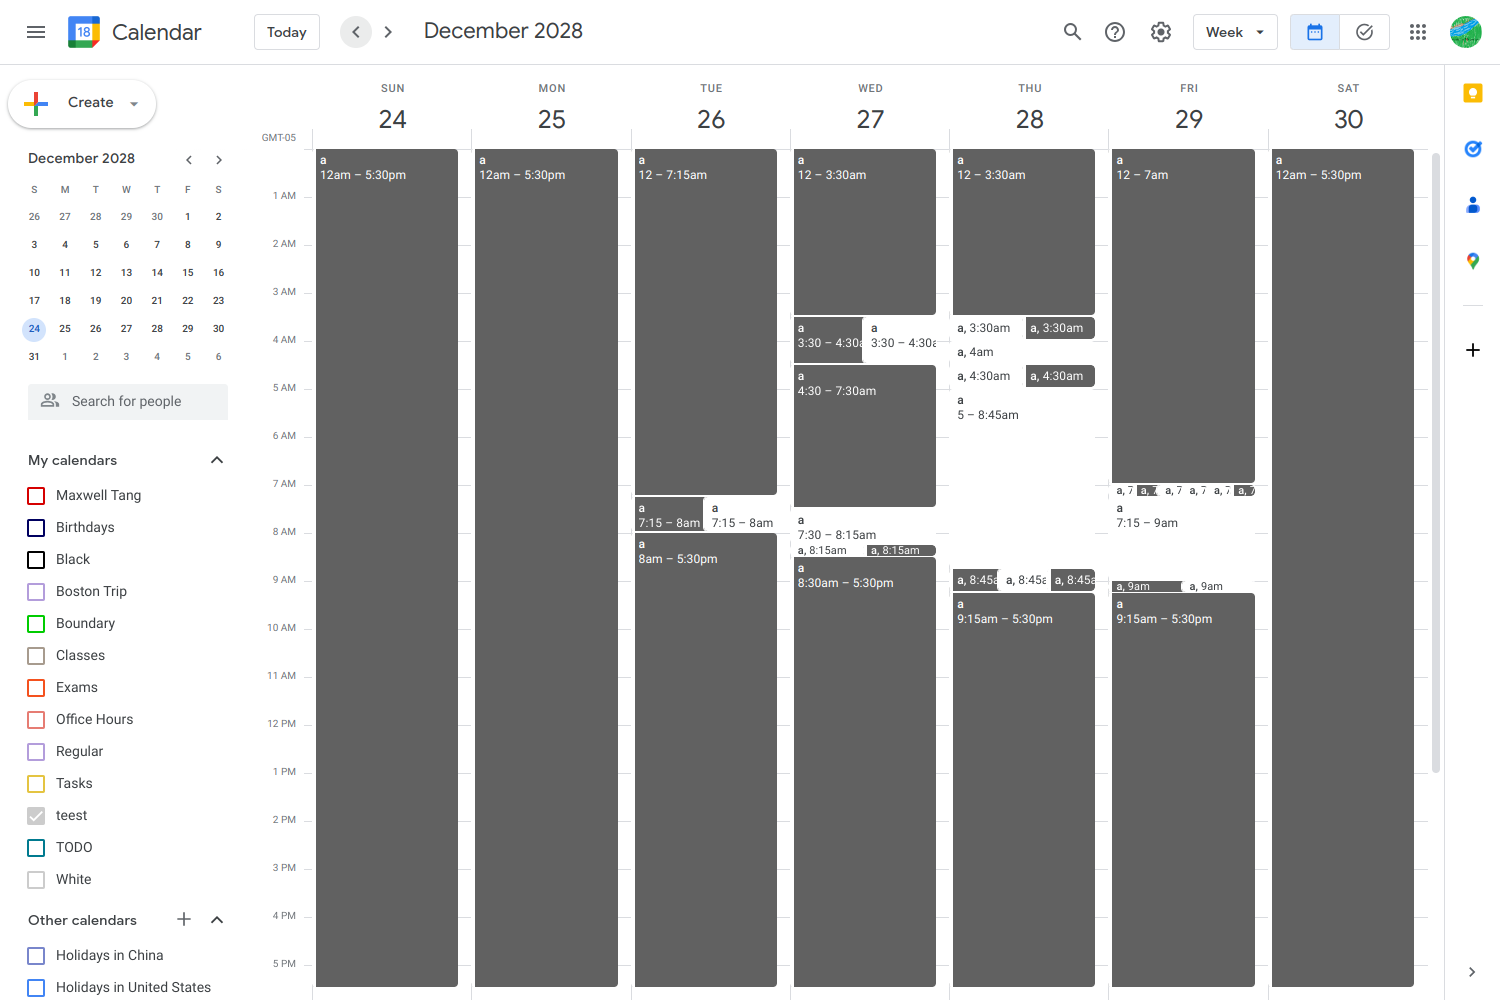 18 Calendar
Today
December 2028
Week
Create
December 2028
S M T W T F S
26 27 28 29 30 1 2
3 4 5 6 7 8 9
10 11 12 13 14 15 16
17 18 19 20 21 22 23
24 25 26 27 28 29 30
31 1 2 3 4 5 6
Search for people
My calendars
Maxwell Tang
Birthdays
Black
Boston Trip
Boundary
Classes
Exams
Office Hours
Regular
Tasks
teest
TODO
White
Other calendars
Holidays in China
Holidays in United States
GMT-05
1 AM
2 AM
3 AM
4 AM
5 AM
6 AM
7 AM
8 AM
9 AM
10 AM
11 AM
12 PM
1 PM
2 PM
3 PM
4 PM
5 PM
SUN
24
a
12am – 5:30pm
MON
25
a
12am – 5:30pm
TUE
26
a
12 – 7:15am
a
7:15 – 8am
a
7:15 – 8am
a
8am – 5:30pm
WED
27
a
12 – 3:30am
a
3:30 – 4:30a
a
3:30 – 4:30a
a
4:30 – 7:30am
a
7:30 – 8:15am
a, 8:15am
a, 8:15am
a
8:30am – 5:30pm
THU
28
a
12 – 3:30am
a, 3:30am
a, 3:30am
a, 4am
a, 4:30am
a, 4:30am
a
5 – 8:45am
a, 8:45a
a, 8:45a
a, 8:45a
a
9:15am – 5:30pm
FRI
29
a
12 – 7am
a, 7
a, 7
a, 7
a, 7
a, 7
a, 7
a
7:15 – 9am
a, 9am
a, 9am
a
9:15am – 5:30pm
SAT
30
a
12am – 5:30pm